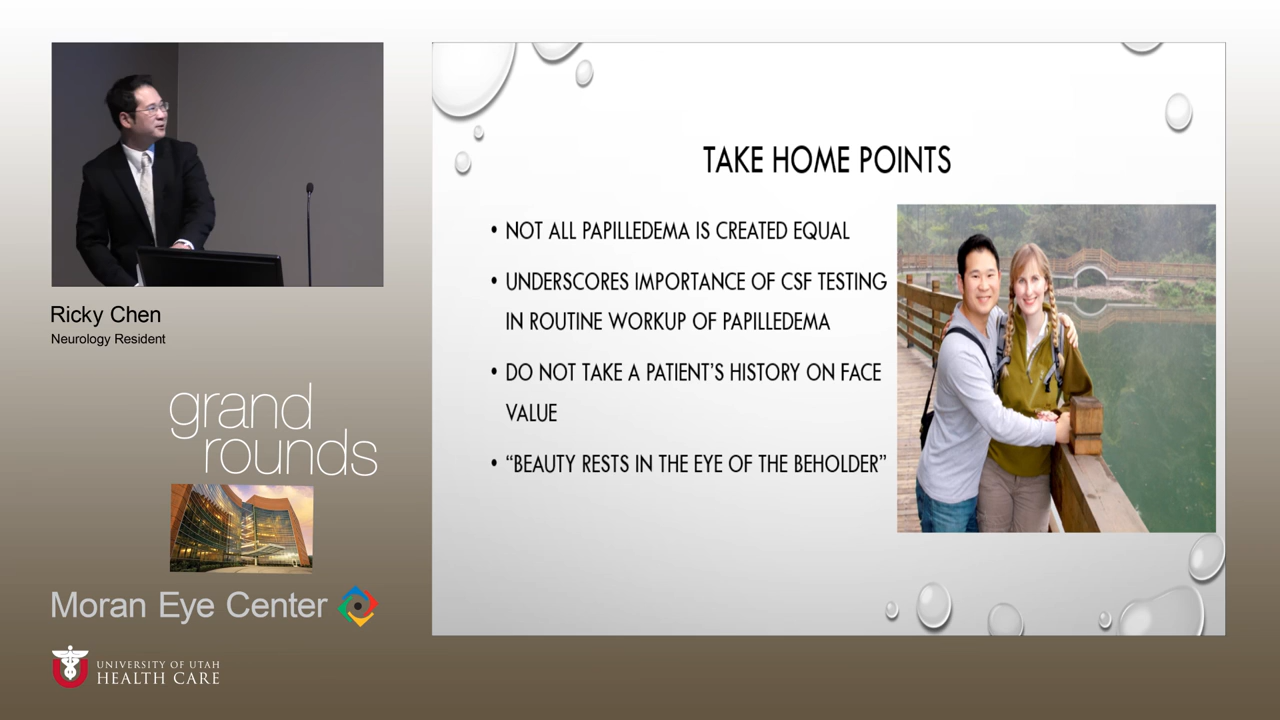 Ricky Chen
Neurology Resident
grand
rounds
Moran Eye Center
UNIVERSITY OF UTAH
HEALTH CARE
TAKE HOME POINTS
• NOT ALL PAPILLEDEMA IS CREATED EQUAL
• UNDERSCORES IMPORTANCE OF CSF TESTING
IN ROUTINE WORKUP OF PAPILLEDEMA
• DO NOT TAKE A PATIENT'S HISTORY ON FACE
VALUE
• “BEAUTY RESTS IN THE EYE OF THE BEHOLDER”